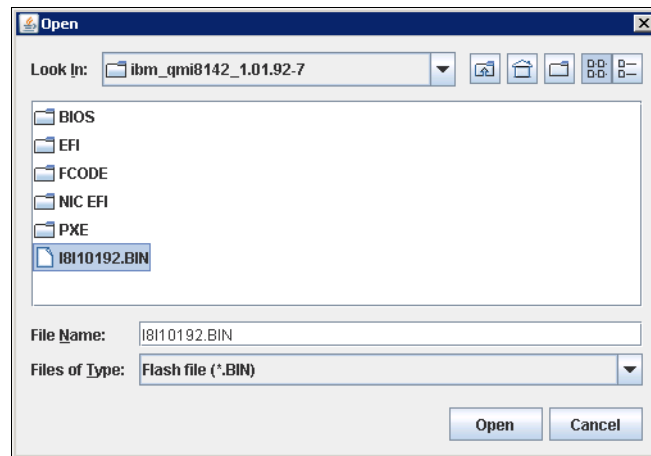 Open
Look In: ibm_qmi8142_1.01.92-7
BIOS
EFI
FCODE
NIC EFI
PXE
I8I10192.BIN
File Name: I8I10192.BIN
Files of Type: Flash file (*.BIN)
Open Cancel